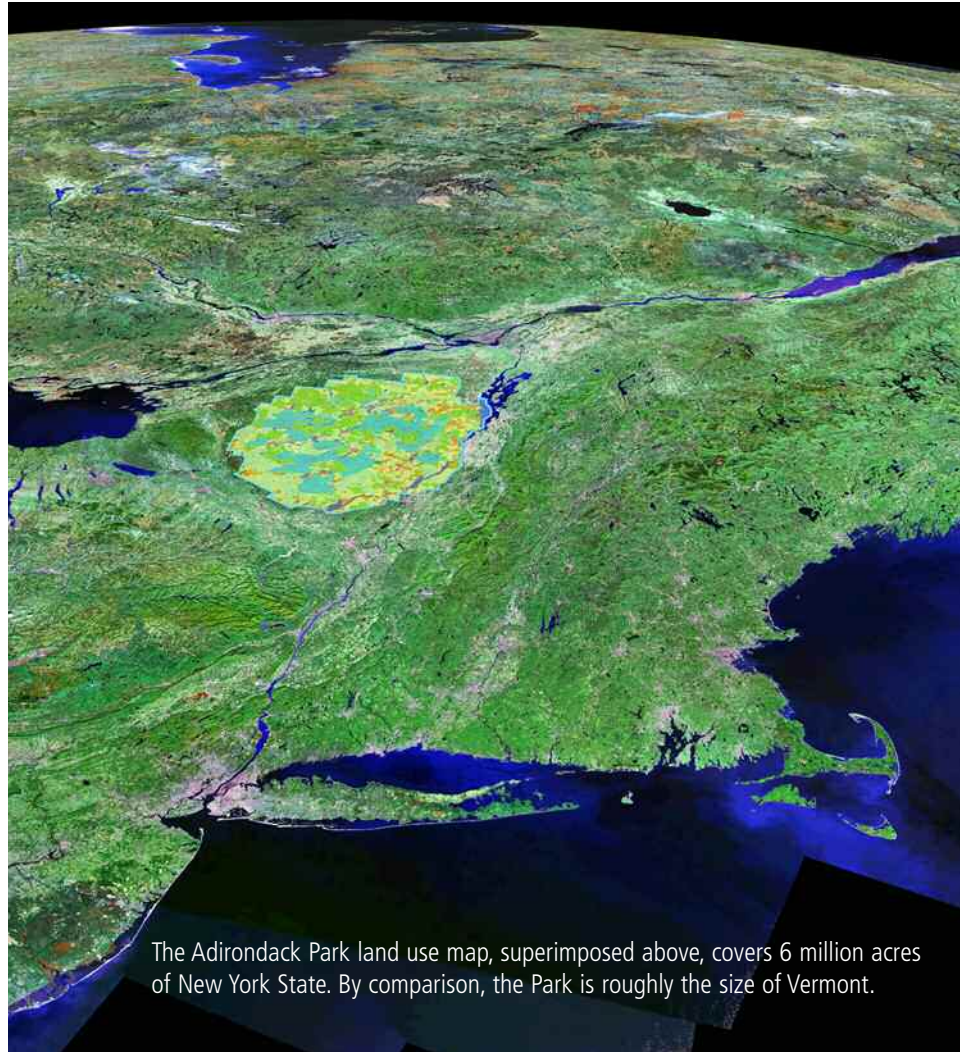 The Adirondack Park land use map, superimposed above, covers 6 million acres
of New York State. By comparison, the Park is roughly the size of Vermont.